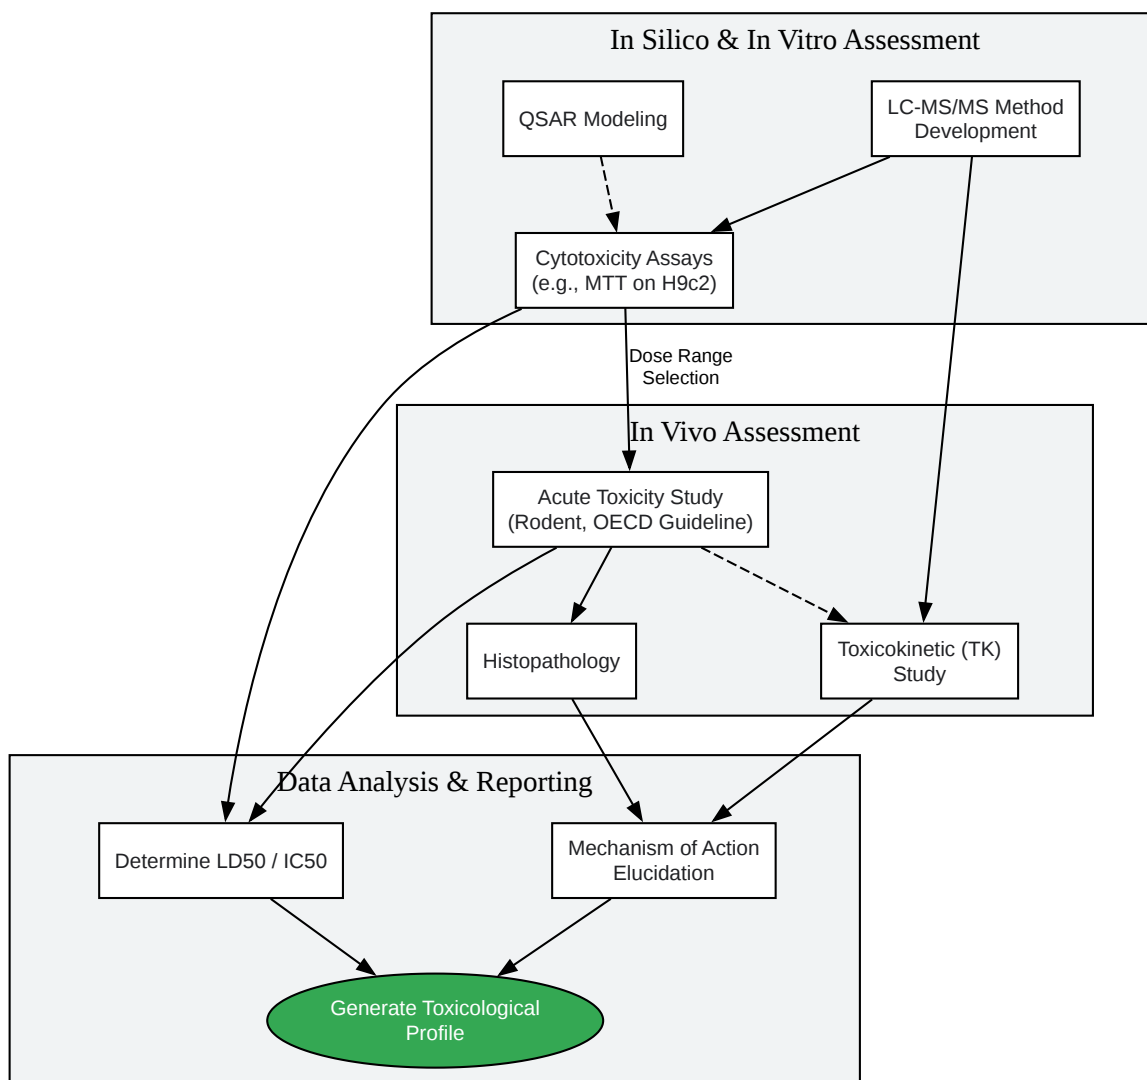 In Silico & In Vitro Assessment
QSAR Modeling
LC-MS/MS Method
Development
Cytotoxicity Assays
(e.g., MTT on H9c2)
Dose Range
Selection
In Vivo Assessment
Acute Toxicity Study
(Rodent, OECD Guideline)
Histopathology
Toxicokinetic (TK)
Study
Data Analysis & Reporting
Determine LD50 / IC50
Mechanism of Action
Elucidation
Generate Toxicological
Profile